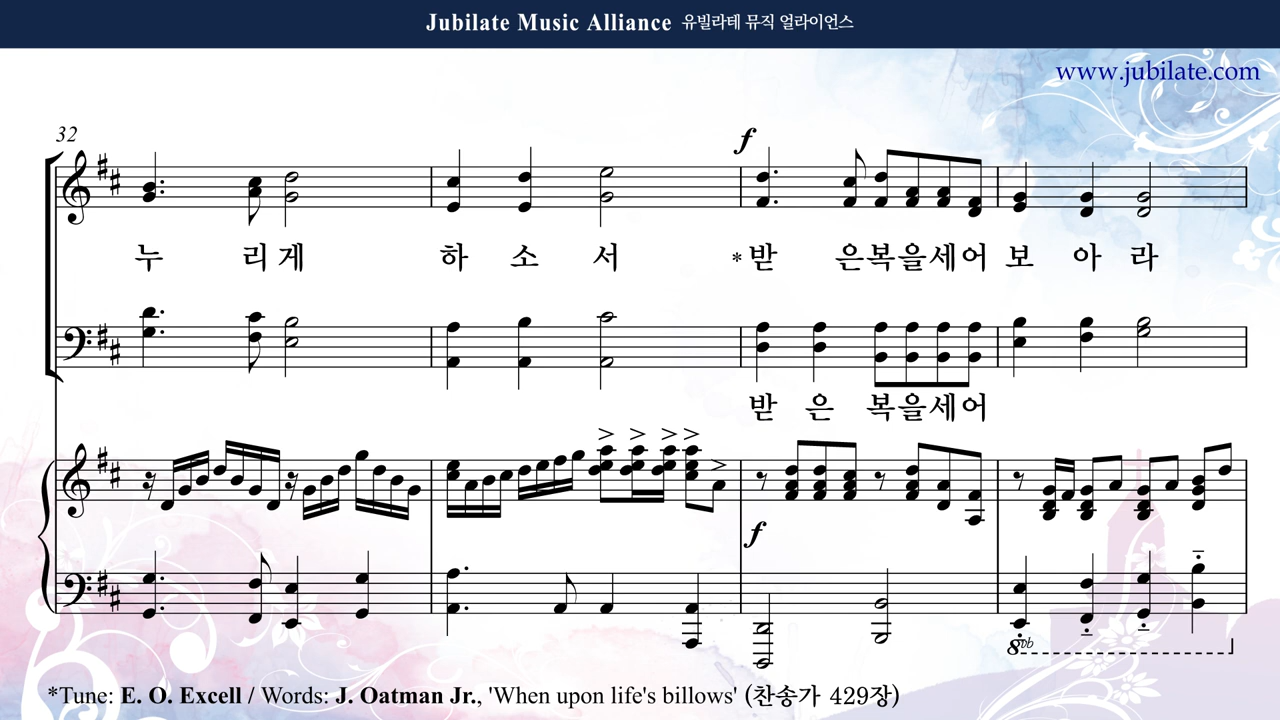 Jubilate Music Alliance 유빌라테 뮤직 얼라이언스
www.jubilate.com
32
f
누 리 게 하 소 서 *받 은 복 을 세 어 보 아 라
받 은 복 을 세 어
f
8vb
*Tune: E. O. Excell / Words: J. Oatman Jr., 'When upon life's billows' (찬송가 429장)